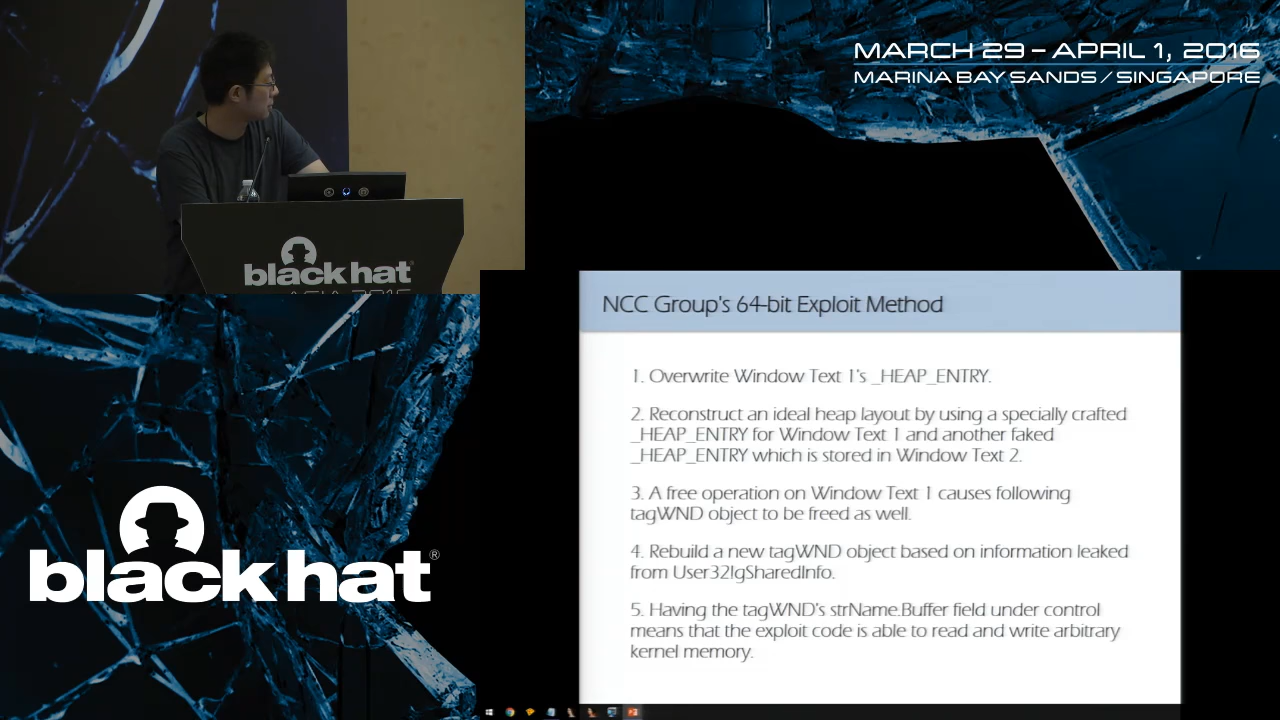 MARCH 29 – APRIL 1, 2016
MARINA BAY SANDS / SINGAPORE
black hat
ASIA 2016
NCC Group's 64-bit Exploit Method
1. Overwrite Window Text 1's _HEAP_ENTRY.
2. Reconstruct an ideal heap layout by using a specially crafted
_HEAP_ENTRY for Window Text 1 and another faked
_HEAP_ENTRY which is stored in Window Text 2.
3. A free operation on Window Text 1 causes following
tagWND object to be freed as well.
4. Rebuild a new tagWND object based on information leaked
from User32!gSharedInfo.
5. Having the tagWND's strName.Buffer field under control
means that the exploit code is able to read and write arbitrary
kernel memory.
black hat®